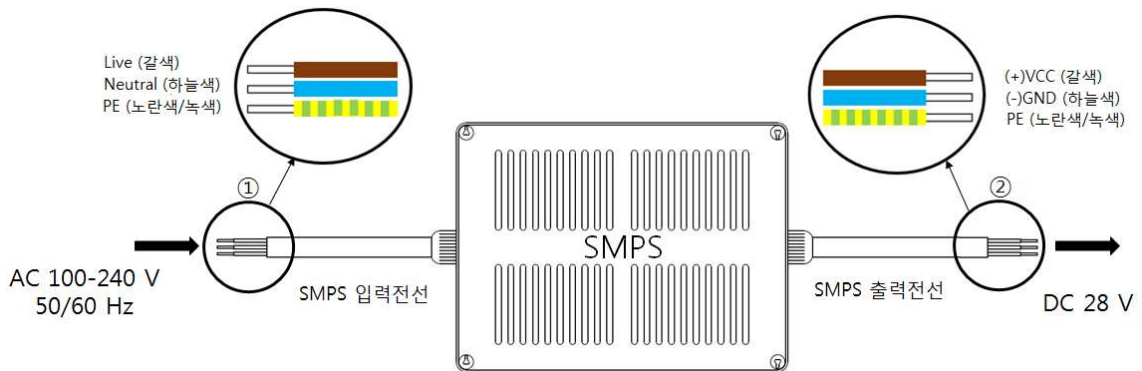 Live (갈색)
Neutral (하늘색)
PE (노란색/녹색)
(+)VCC (갈색)
(-)GND (하늘색)
PE (노란색/녹색)
①
②
SMPS
AC 100-240 V
50/60 Hz
SMPS 입력전선
SMPS 출력전선
DC 28 V